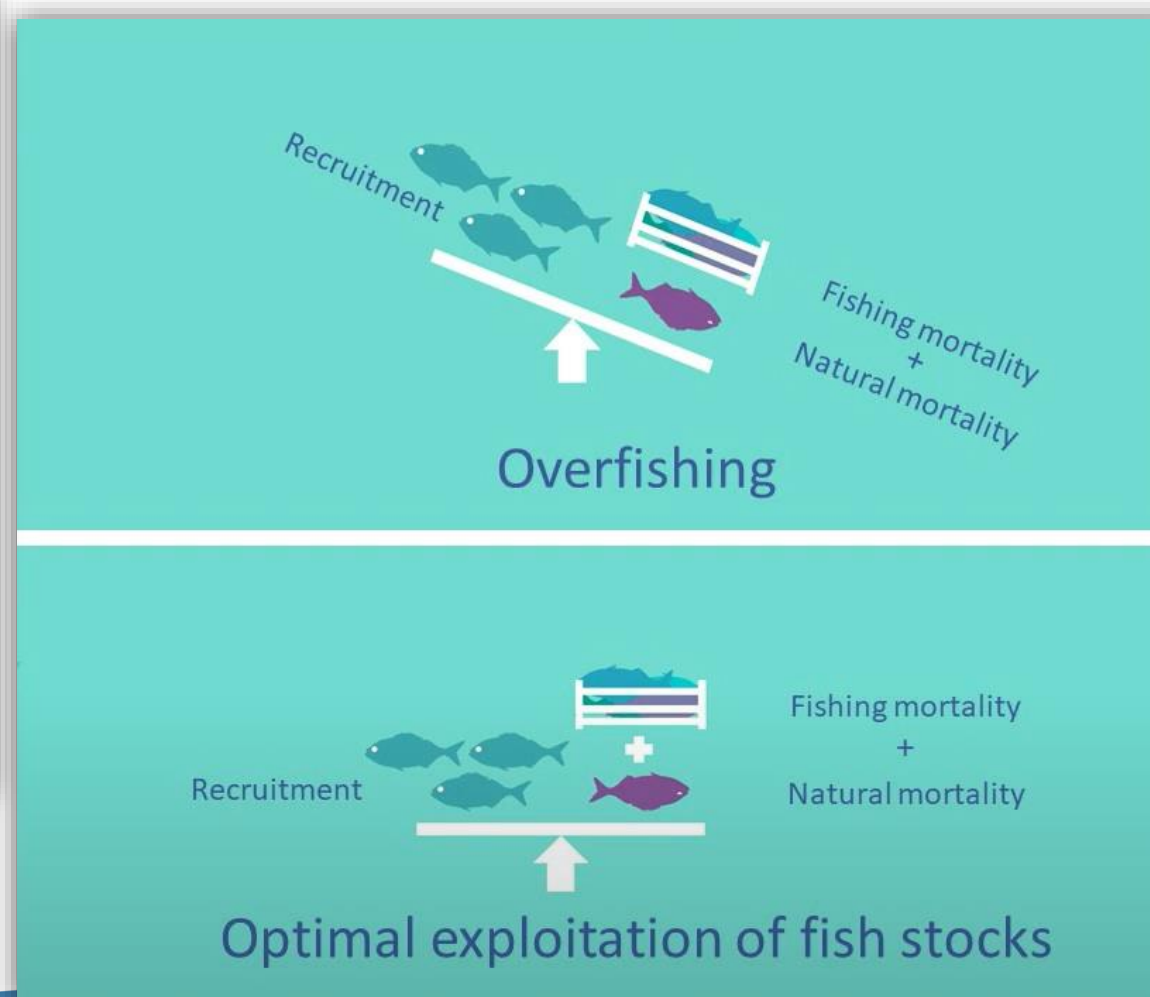 Recruitment
Fishing mortality
+
Natural mortality
Overfishing
Recruitment
Fishing mortality
+
Natural mortality
Optimal exploitation of fish stocks